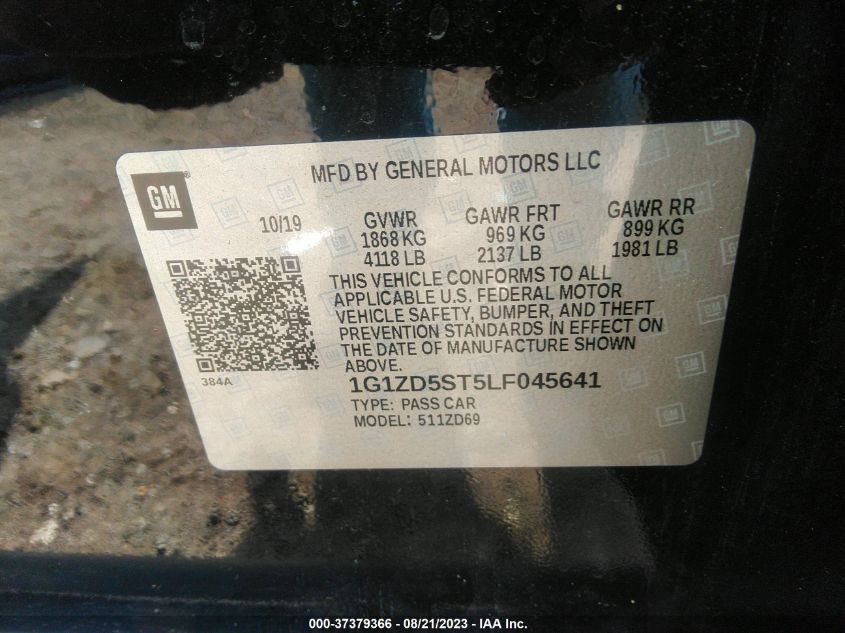 MFD BY GENERAL MOTORS LLC
GM
10/19 GVWR GAWR FRT GAWR RR
1868 KG 969 KG 899 KG
4118 LB 2137 LB 1981 LB
THIS VEHICLE CONFORMS TO ALL
APPLICABLE U.S. FEDERAL MOTOR
VEHICLE SAFETY, BUMPER, AND THEFT
PREVENTION STANDARDS IN EFFECT ON
THE DATE OF MANUFACTURE SHOWN
ABOVE.
384A
1G1ZD5ST5LF045641
TYPE: PASS CAR
MODEL: 511ZD69
000-37379366 - 08/21/2023 - IAA Inc.